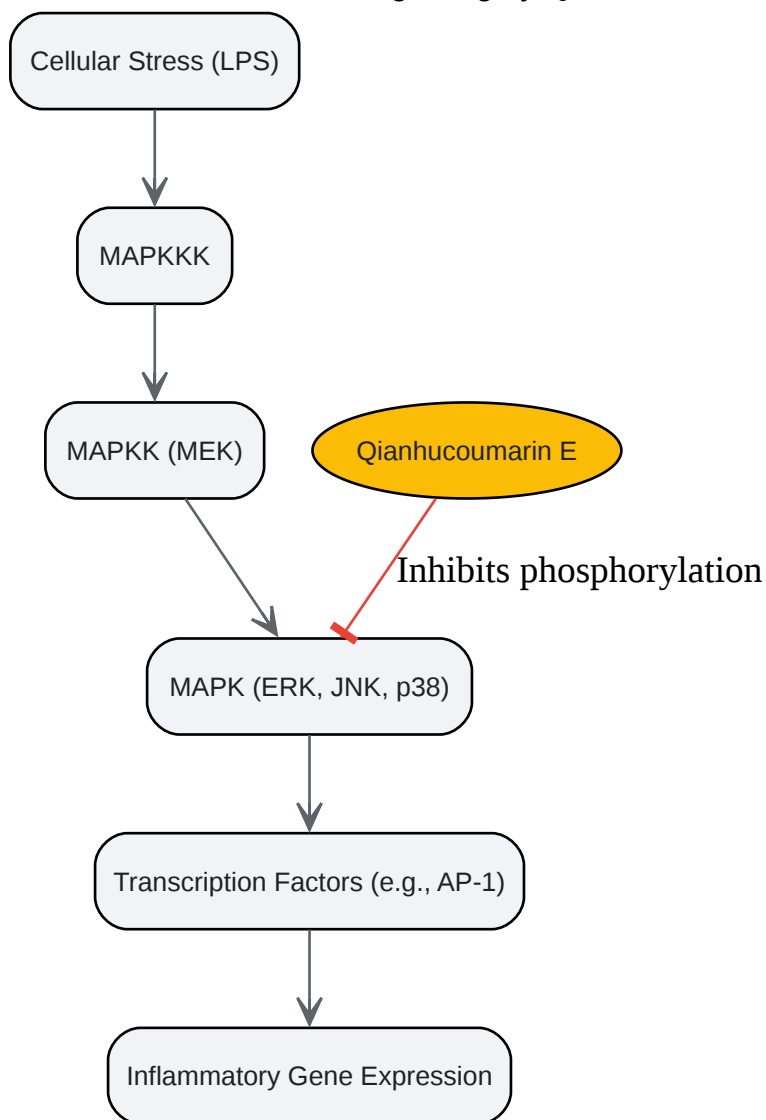 Cellular Stress (LPS)
MAPKKK
MAPKK (MEK)
Qianhucoumarin E
Inhibits phosphorylation
MAPK (ERK, JNK, p38)
Transcription Factors (e.g., AP-1)
Inflammatory Gene Expression